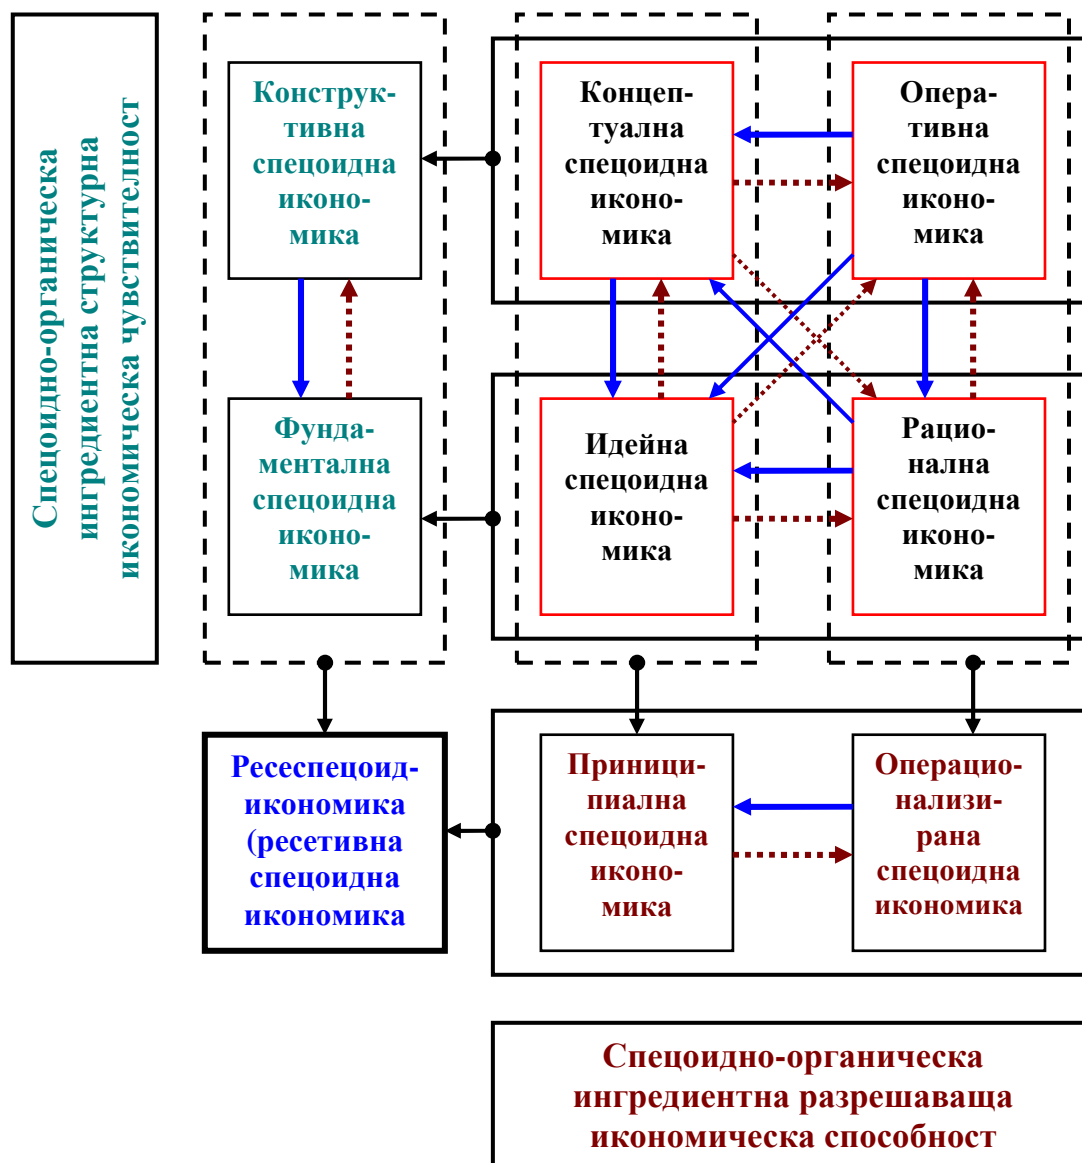 Спецоидно-органическа
ингредиентна структурна
икономическа чувствителност
Конструк-
тивна
спецоидна
иконо-
мика
Концеп-
туална
спецоидна
иконо-
мика
Опера-
тивна
спецоидна
иконо-
мика
Фунда-
ментална
спецоидна
иконо-
мика
Идейна
спецоидна
иконо-
мика
Рацио-
нална
спецоидна
иконо-
мика
Ресеспецоид-
икономика
(ресетивна
спецоидна
икономика
Приници-
пиална
спецоидна
иконо-
мика
Операцио-
нализи-
рана
спецоидна
икономика
Спецоидно-органическа
ингредиентна разрешаваща
икономическа способност